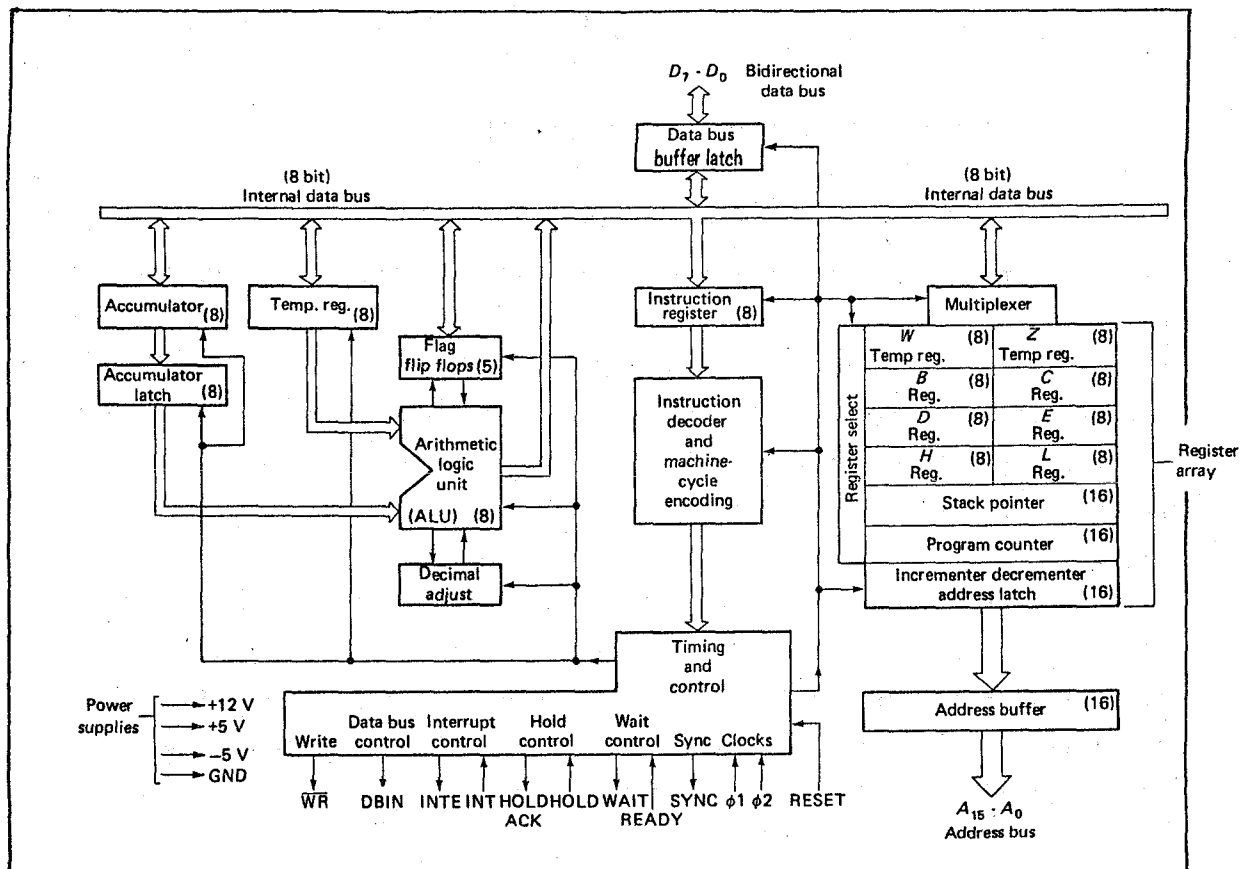 D7 - D0 Bidirectional
data bus
Data bus
buffer latch
(8 bit)
Internal data bus
(8 bit)
Internal data bus
Accumulator (8)
Temp. reg. (8)
Instruction
register (8)
Multiplexer
Flag
flip flops (5)
Accumulator
latch (8)
Arithmetic
logic
unit
(ALU) (8)
Decimal
adjust
Instruction
decoder
and
machine-
cycle
encoding
Register select
W (8)
Temp reg.
Z (8)
Temp reg.
B (8)
Reg.
C (8)
Reg.
D (8)
Reg.
E (8)
Reg.
H (8)
Reg.
L (8)
Reg.
Stack pointer (16)
Program counter (16)
Incrementer decrementer
address latch (16)
Register
array
Timing
and
control
Address buffer (16)
A15 - A0
Address bus
Power
supplies
+12 V
+5 V
−5 V
GND
Write
Data bus
control
Interrupt
control
Hold
control
Wait
control
Sync
Clocks
WR
DBIN
INTE
INT
HOLD
ACK
HOLD
WAIT
READY
SYNC
ϕ1
ϕ2
RESET